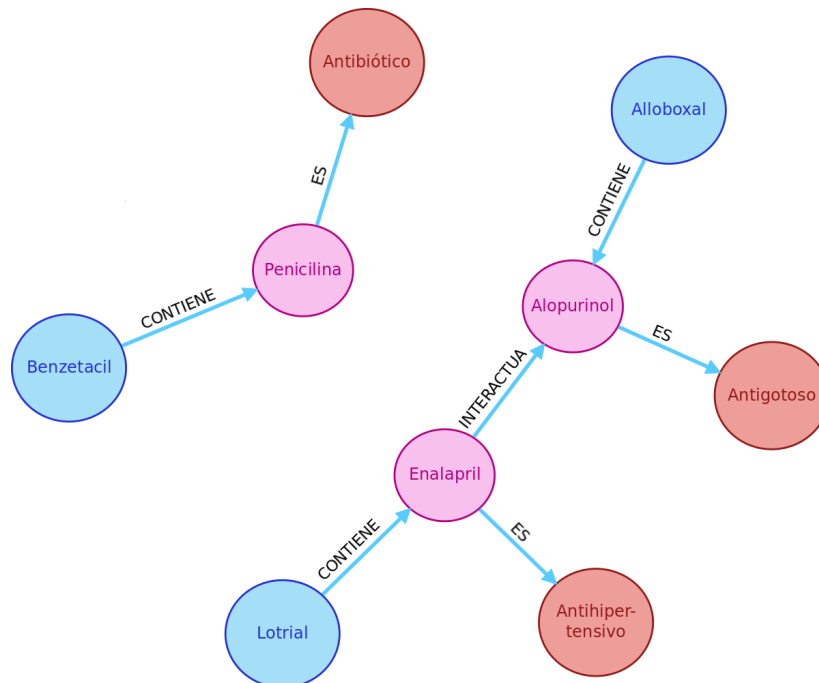 Antibiótico
Alloboxal
ES
CONTIENE
Penicilina
CONTIENE
Alopurinol
ES
Benzetacil
INTERACTUA
Antigotoso
Enalapril
CONTIENE
ES
Antihiper-
tensivo
Lotrial